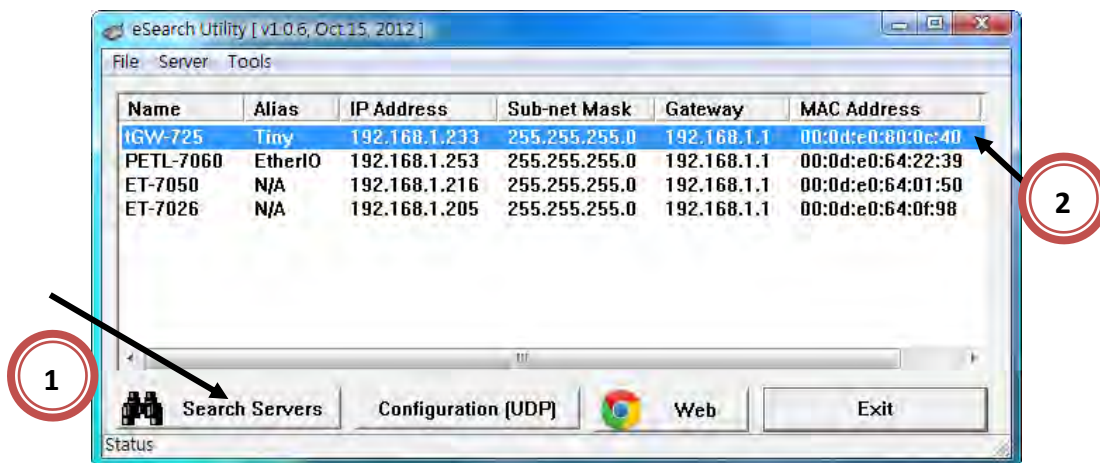 eSearch Utility [ v1.0.6, Oct.15, 2012 ]
File Server Tools
Name Alias IP Address Sub-net Mask Gateway MAC Address
tGW-725 Tiny 192.168.1.233 255.255.255.0 192.168.1.1 00:0d:e0:80:0c:40
PETL-7060 EtherIO 192.168.1.253 255.255.255.0 192.168.1.1 00:0d:e0:64:22:39
ET-7050 N/A 192.168.1.216 255.255.255.0 192.168.1.1 00:0d:e0:64:01:50
ET-7026 N/A 192.168.1.205 255.255.255.0 192.168.1.1 00:0d:e0:64:0f:98
2
1
Search Servers Configuration (UDP) Web Exit
Status